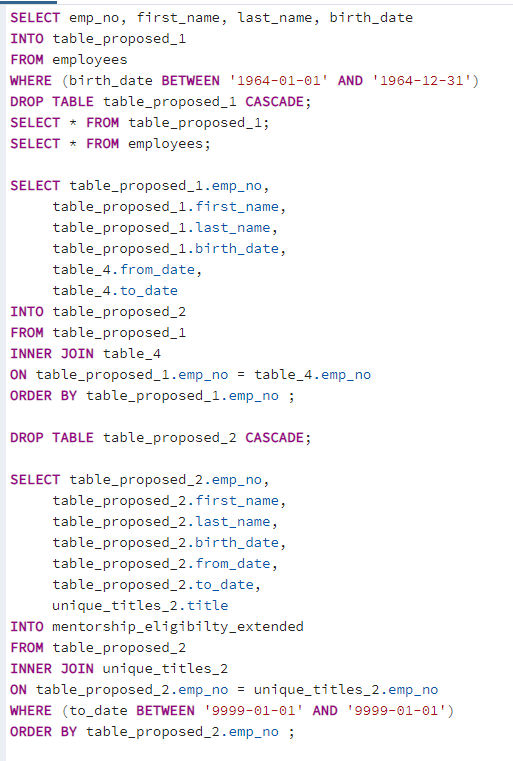 SELECT emp_no, first_name, last_name, birth_date
INTO table_proposed_1
FROM employees
WHERE (birth_date BETWEEN '1964-01-01' AND '1964-12-31')
DROP TABLE table_proposed_1 CASCADE;
SELECT * FROM table_proposed_1;
SELECT * FROM employees;

SELECT table_proposed_1.emp_no,
     table_proposed_1.first_name,
     table_proposed_1.last_name,
     table_proposed_1.birth_date,
     table_4.from_date,
     table_4.to_date
INTO table_proposed_2
FROM table_proposed_1
INNER JOIN table_4
ON table_proposed_1.emp_no = table_4.emp_no
ORDER BY table_proposed_1.emp_no ;

DROP TABLE table_proposed_2 CASCADE;

SELECT table_proposed_2.emp_no,
     table_proposed_2.first_name,
     table_proposed_2.last_name,
     table_proposed_2.birth_date,
     table_proposed_2.from_date,
     table_proposed_2.to_date,
     unique_titles_2.title
INTO mentorship_eligibilty_extended
FROM table_proposed_2
INNER JOIN unique_titles_2
ON table_proposed_2.emp_no = unique_titles_2.emp_no
WHERE (to_date BETWEEN '9999-01-01' AND '9999-01-01')
ORDER BY table_proposed_2.emp_no ;